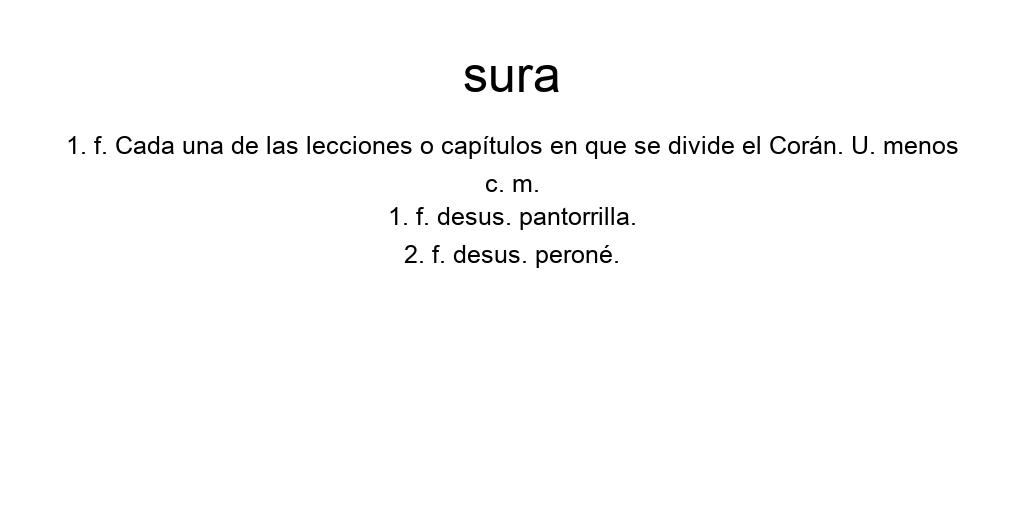 sura
1. f. Cada una de las lecciones o capítulos en que se divide el Corán. U. menos
c. m.
1. f. desus. pantorrilla.
2. f. desus. peroné.